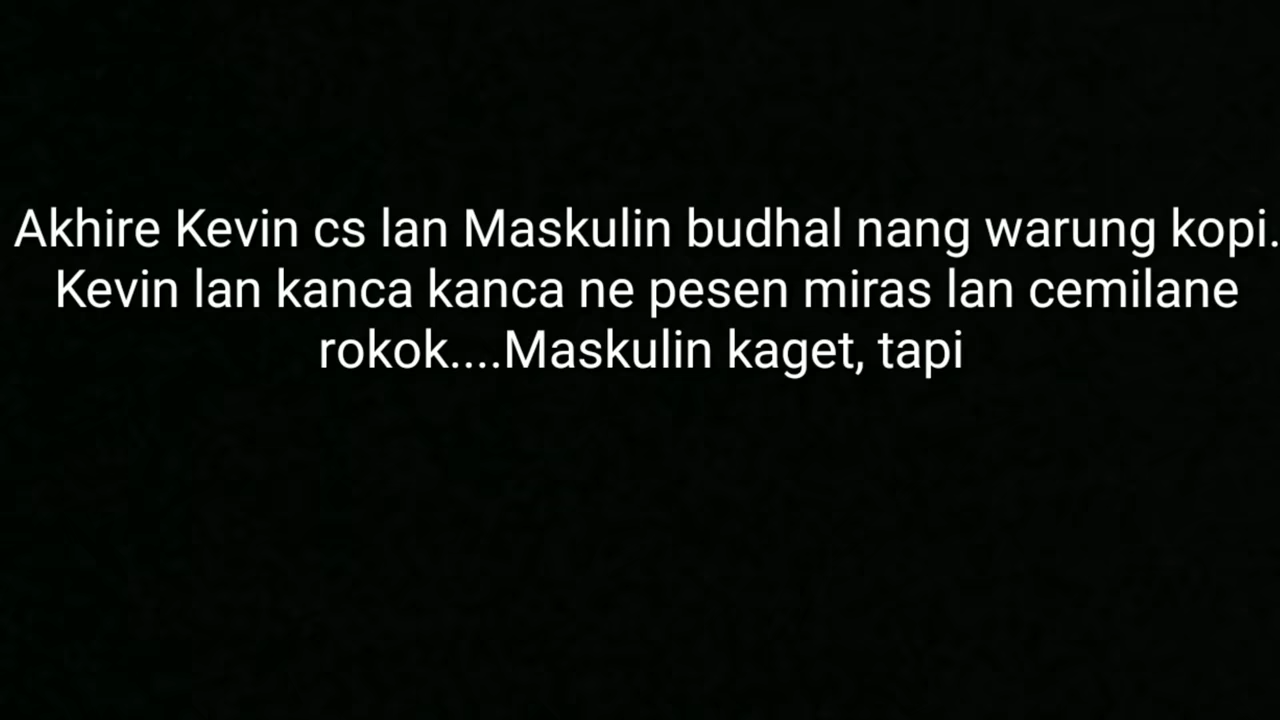 Akhire Kevin cs lan Maskulin budhal nang warung kopi.
Kevin lan kanca kanca ne pesen miras lan cemilane
rokok....Maskulin kaget, tapi